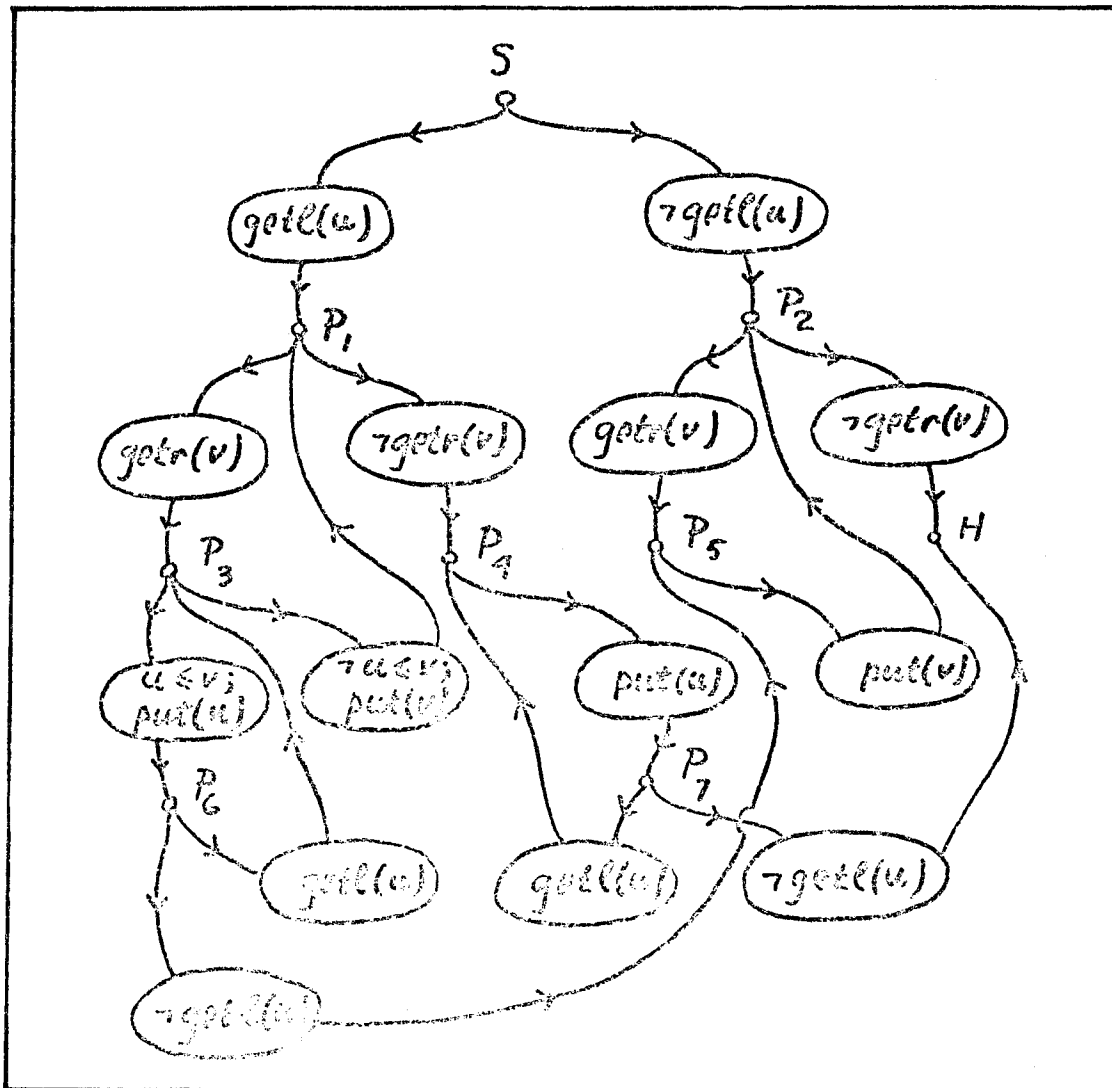 S
getl(u)
¬getl(u)
P₁
P₂
getr(v)
¬getr(v)
getr(v)
¬getr(v)
P₃
P₄
P₅
H
u≤v;
put(u)
¬u≤v;
put(v)
put(u)
put(v)
P₆
P₇
getl(u)
getl(u)
¬getl(u)
¬getl(u)